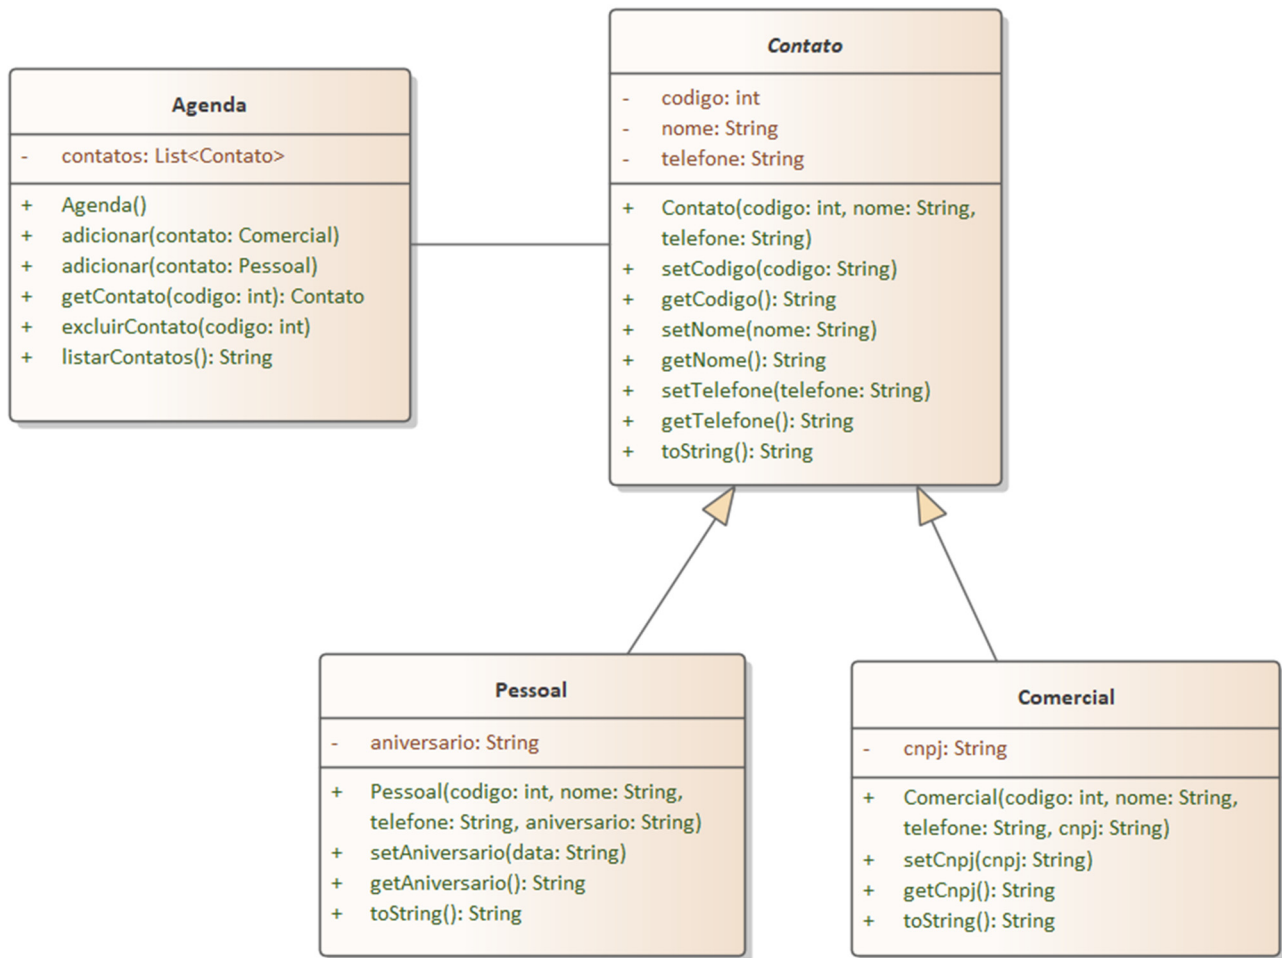 Agenda
- contatos: List<Contato>
+ Agenda()
+ adicionar(contato: Comercial)
+ adicionar(contato: Pessoal)
+ getContato(codigo: int): Contato
+ excluirContato(codigo: int)
+ listarContatos(): String
Contato
- codigo: int
- nome: String
- telefone: String
+ Contato(codigo: int, nome: String,
telefone: String)
+ setCodigo(codigo: String)
+ getCodigo(): String
+ setNome(nome: String)
+ getNome(): String
+ setTelefone(telefone: String)
+ getTelefone(): String
+ toString(): String
Pessoal
- aniversario: String
+ Pessoal(codigo: int, nome: String,
telefone: String, aniversario: String)
+ setAniversario(data: String)
+ getAniversario(): String
+ toString(): String
Comercial
- cnpj: String
+ Comercial(codigo: int, nome: String,
telefone: String, cnpj: String)
+ setCnpj(cnpj: String)
+ getCnpj(): String
+ toString(): String